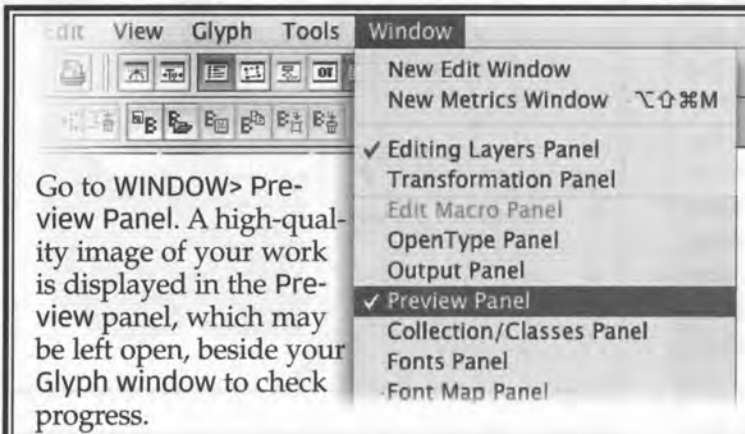 Edit View Glyph Tools Window
New Edit Window
New Metrics Window ⌥⇧⌘M
✓ Editing Layers Panel
Transformation Panel
Edit Macro Panel
OpenType Panel
Output Panel
✓ Preview Panel
Collection/Classes Panel
Fonts Panel
Font Map Panel
Go to WINDOW> Pre-
view Panel. A high-qual-
ity image of your work
is displayed in the Pre-
view panel, which may
be left open, beside your
Glyph window to check
progress.